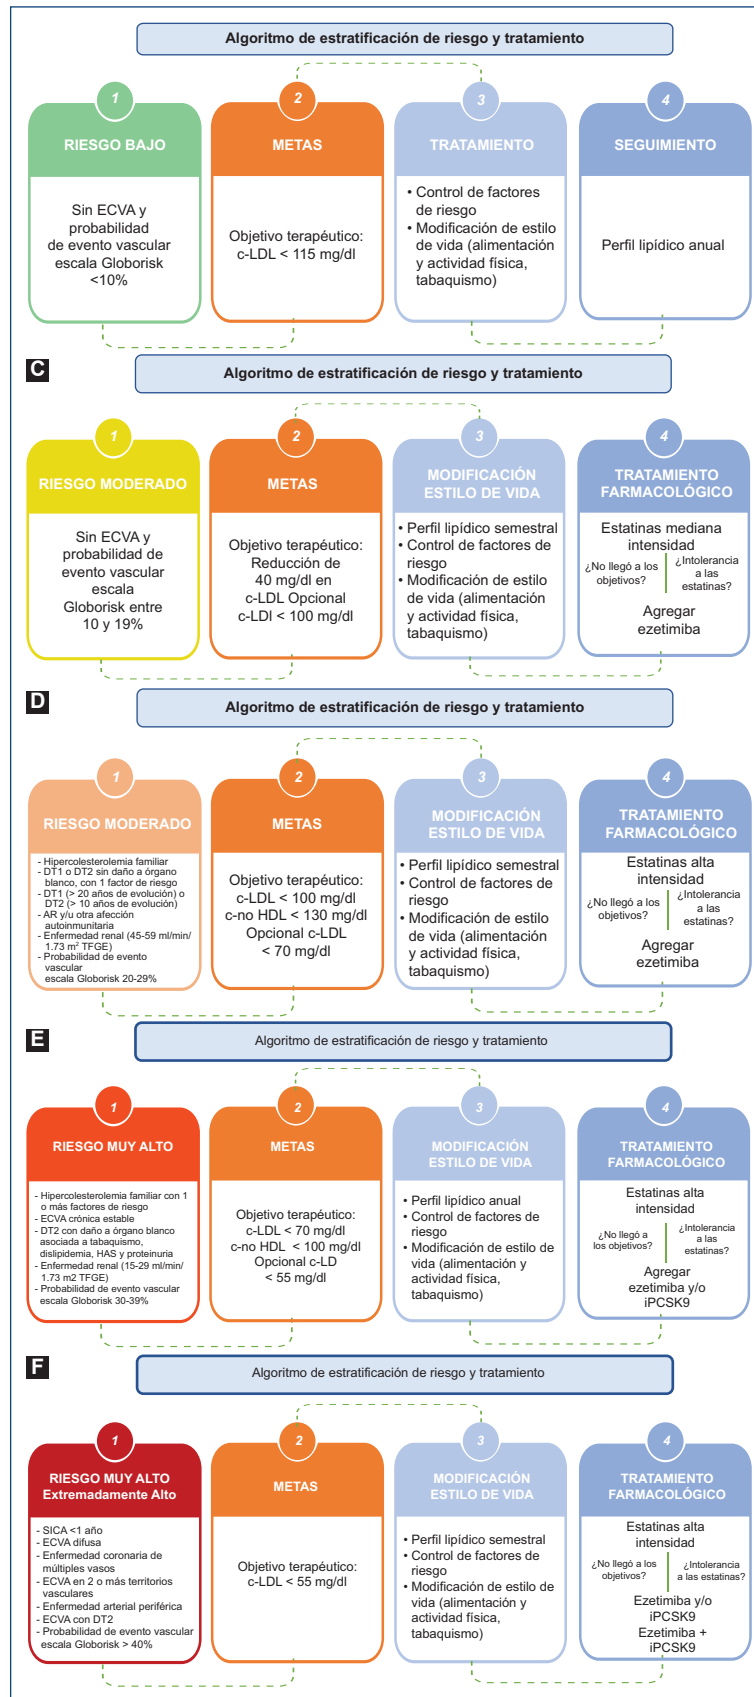 Algoritmo de estratificación de riesgo y tratamiento
1
RIESGO BAJO
Sin ECVA y
probabilidad
de evento vascular
escala Globorisk
<10%
2
METAS
Objetivo terapéutico:
c-LDL < 115 mg/dl
3
TRATAMIENTO
• Control de factores
de riesgo
• Modificación de estilo
de vida (alimentación
y actividad física,
tabaquismo)
4
SEGUIMIENTO
Perfil lipídico anual
C
Algoritmo de estratificación de riesgo y tratamiento
1
RIESGO MODERADO
Sin ECVA y
probabilidad de
evento vascular
escala
Globorisk entre
10 y 19%
2
METAS
Objetivo terapéutico:
Reducción de
40 mg/dl en
c-LDL Opcional
c-LDl < 100 mg/dl
3
MODIFICACIÓN
ESTILO DE VIDA
• Perfil lipídico semestral
• Control de factores de
riesgo
• Modificación de estilo
de vida (alimentación
y actividad física,
tabaquismo)
4
TRATAMIENTO
FARMACOLÓGICO
Estatinas mediana
intensidad
¿No llegó a los
objetivos?
¿Intolerancia
a las
estatinas?
Agregar
ezetimiba
D
Algoritmo de estratificación de riesgo y tratamiento
1
RIESGO MODERADO
- Hipercolesterolemia familiar
- DT1 o DT2 sin daño a órgano
blanco, con 1 factor de riesgo
- DT1 (> 20 años de evolución) o
DT2 (> 10 años de evolución)
- AR y/u otra afección
autoinmunitaria
- Enfermedad renal (45-59 ml/min/
1.73 m² TFGE)
- Probabilidad de evento
vascular
escala Globorisk 20-29%
2
METAS
Objetivo terapéutico:
c-LDL < 100 mg/dl
c-no HDL < 130 mg/dl
Opcional c-LDL
< 70 mg/dl
3
MODIFICACIÓN
ESTILO DE VIDA
• Perfil lipídico semestral
• Control de factores de
riesgo
• Modificación de estilo
de vida (alimentación
y actividad física,
tabaquismo)
4
TRATAMIENTO
FARMACOLÓGICO
Estatinas alta
intensidad
¿No llegó a los
objetivos?
¿Intolerancia
a las
estatinas?
Agregar
ezetimiba
E
Algoritmo de estratificación de riesgo y tratamiento
1
RIESGO MUY ALTO
- Hipercolesterolemia familiar con 1
o más factores de riesgo
- ECVA crónica estable
- DT2 con daño a órgano blanco
asociada a tabaquismo,
dislipidemia, HAS y proteinuria
- Enfermedad renal (15-29 ml/min/
1.73 m2 TFGE)
- Probabilidad de evento vascular
escala Globorisk 30-39%
2
METAS
Objetivo terapéutico:
c-LDL < 70 mg/dl
c-no HDL < 100 mg/dl
Opcional c-LD
< 55 mg/dl
3
MODIFICACIÓN
ESTILO DE VIDA
• Perfil lipídico anual
• Control de factores de
riesgo
• Modificación de estilo de
vida (alimentación y
actividad física,
tabaquismo)
4
TRATAMIENTO
FARMACOLÓGICO
Estatinas alta
intensidad
¿No llegó a
los objetivos?
¿Intolerancia
a las
estatinas?
Agregar
ezetimiba y/o
iPCSK9
F
Algoritmo de estratificación de riesgo y tratamiento
1
RIESGO MUY ALTO
Extremadamente Alto
- SICA <1 año
- ECVA difusa
- Enfermedad coronaria de
múltiples vasos
- ECVA en 2 o más territorios
vasculares
- Enfermedad arterial periférica
- ECVA con DT2
- Probabilidad de evento vascular
escala Globorisk > 40%
2
METAS
Objetivo terapéutico:
c-LDL < 55 mg/dl
3
MODIFICACIÓN
ESTILO DE VIDA
• Perfil lipídico semestral
• Control de factores de
riesgo
• Modificación de estilo de
vida (alimentación y
actividad física,
tabaquismo)
4
TRATAMIENTO
FARMACOLÓGICO
Estatinas alta
intensidad
¿No llegó a los
objetivos?
¿Intolerancia
a las estatinas?
Ezetimiba y/o
iPCSK9
Ezetimiba +
iPCSK9